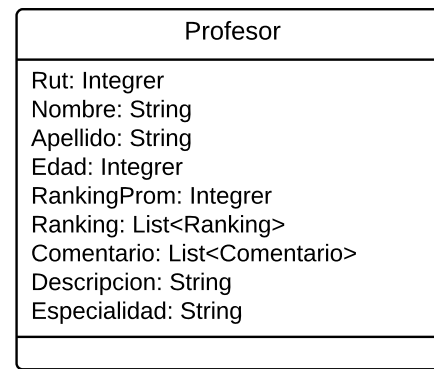 Profesor
Rut: Integrer
Nombre: String
Apellido: String
Edad: Integrer
RankingProm: Integrer
Ranking: List<Ranking>
Comentario: List<Comentario>
Descripcion: String
Especialidad: String